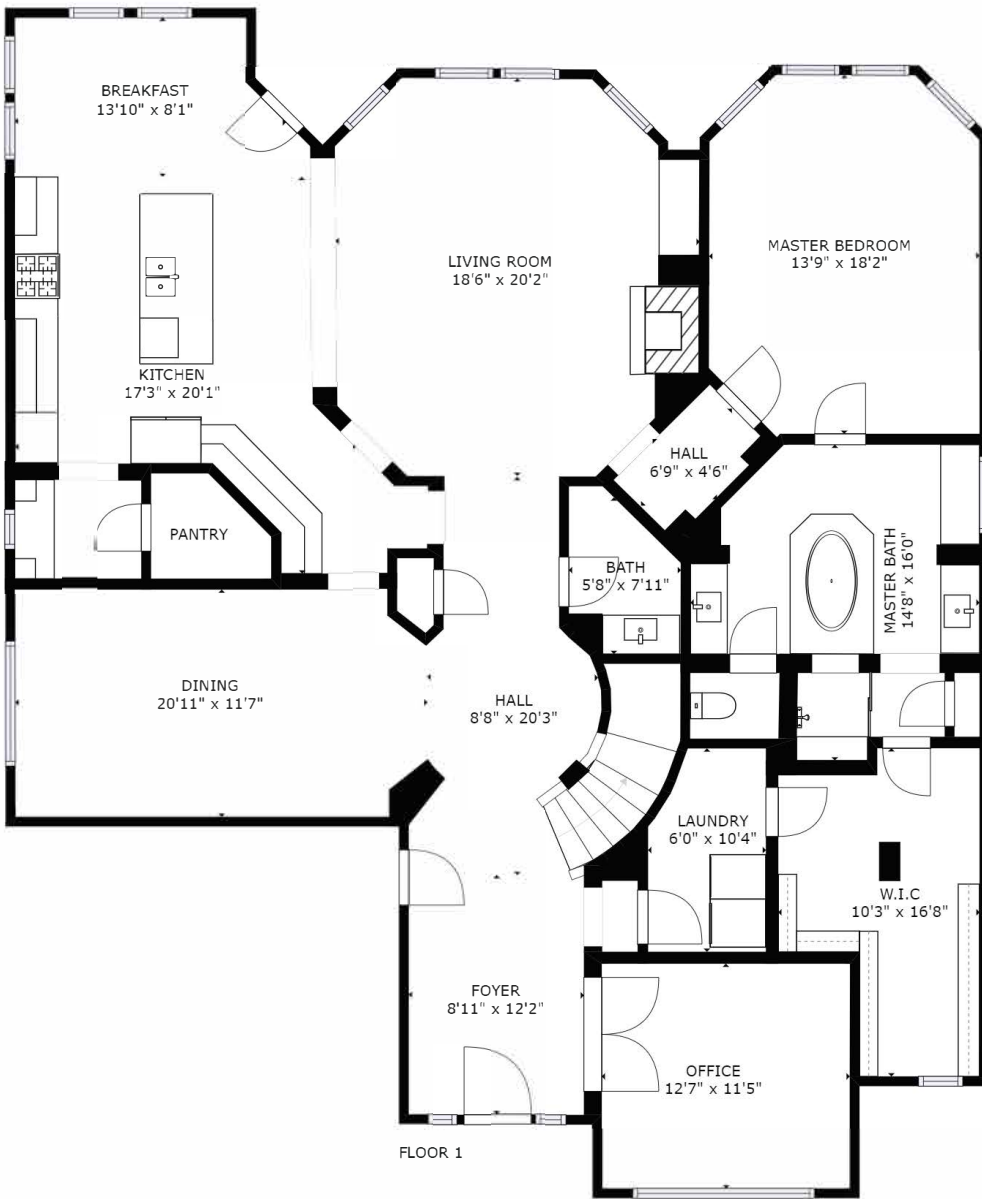 BREAKFAST
13'10" x 8'1"
LIVING ROOM
18'6" x 20'2"
MASTER BEDROOM
13'9" x 18'2"
KITCHEN
17'3" x 20'1"
HALL
6'9" x 4'6"
PANTRY
BATH
5'8" x 7'11"
MASTER BATH
14'8" x 16'0"
DINING
20'11" x 11'7"
HALL
8'8" x 20'3"
LAUNDRY
6'0" x 10'4"
W.I.C
10'3" x 16'8"
FOYER
8'11" x 12'2"
OFFICE
12'7" x 11'5"
FLOOR 1